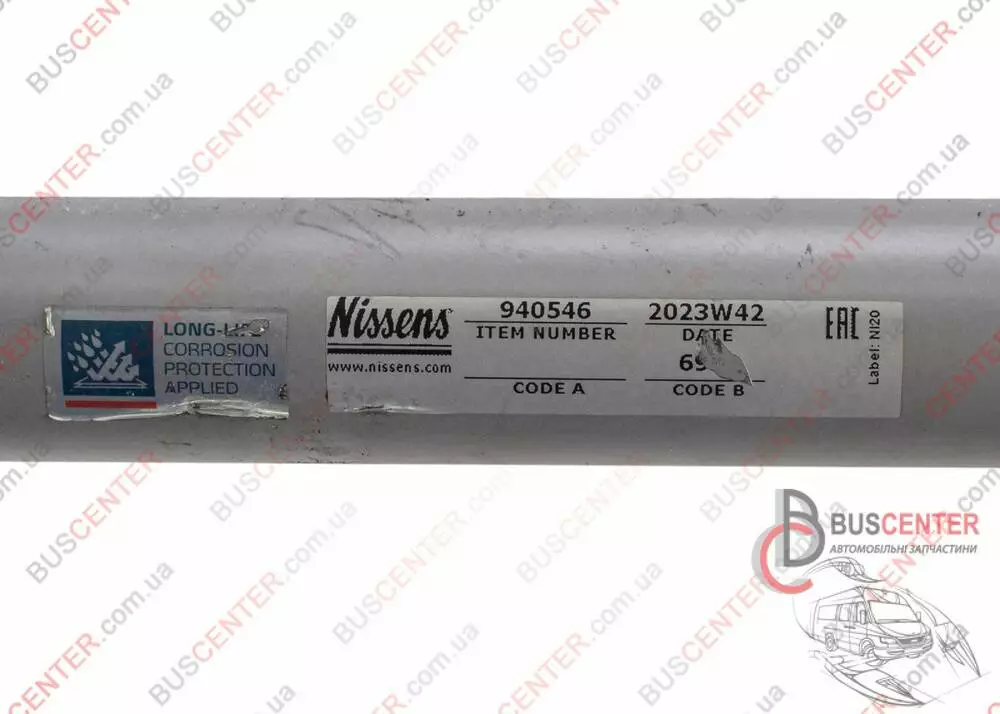 LONG-LIFE
CORROSION
PROTECTION
APPLIED
Nissens
www.nissens.com
940546
ITEM NUMBER
CODE A
2023W42
DATE
CODE B
EAC
Label: NI20
BUSCENTER
АВТОМОБІЛЬНІ ЗАПЧАСТИНИ
BUSCENTER.com.ua